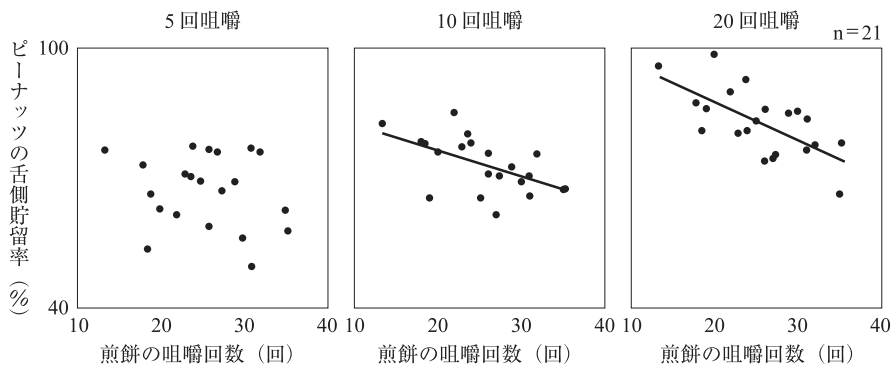 5回咀嚼
10回咀嚼
20回咀嚼
n=21
ピーナッツの舌側貯留率（%）
100
40
10 20 30 40
10 20 30 40
10 20 30 40
煎餅の咀嚼回数（回）
煎餅の咀嚼回数（回）
煎餅の咀嚼回数（回）